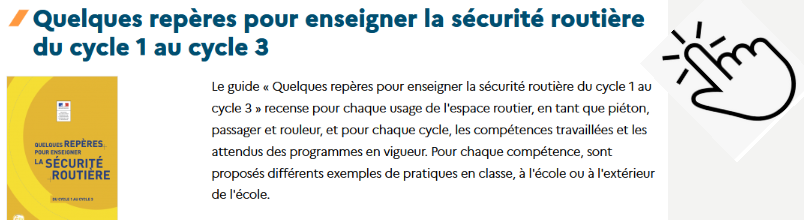 Quelques repères pour enseigner la sécurité routière
du cycle 1 au cycle 3
Le guide « Quelques repères pour enseigner la sécurité routière du cycle 1 au
cycle 3 » recense pour chaque usage de l'espace routier, en tant que piéton,
passager et rouleur, et pour chaque cycle, les compétences travaillées et les
attendus des programmes en vigueur. Pour chaque compétence, sont
proposés différents exemples de pratiques en classe, à l'école ou à l'extérieur
de l'école.
QUELQUES REPÈRES
POUR ENSEIGNER
LA SÉCURITÉ
ROUTIÈRE
DU CYCLE 1 AU CYCLE 3